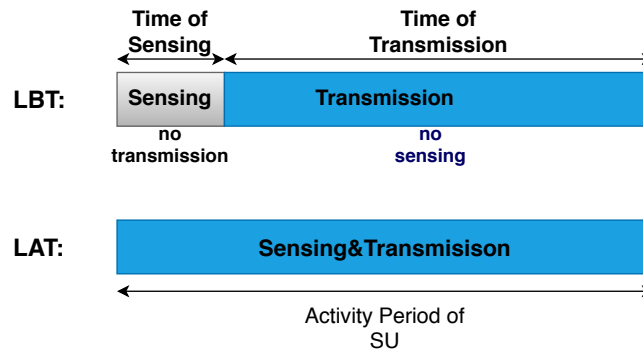 Time of
Sensing
Time of
Transmission
LBT:
Sensing
Transmission
no
transmission
no
sensing
LAT:
Sensing&Transmisison
Activity Period of
SU